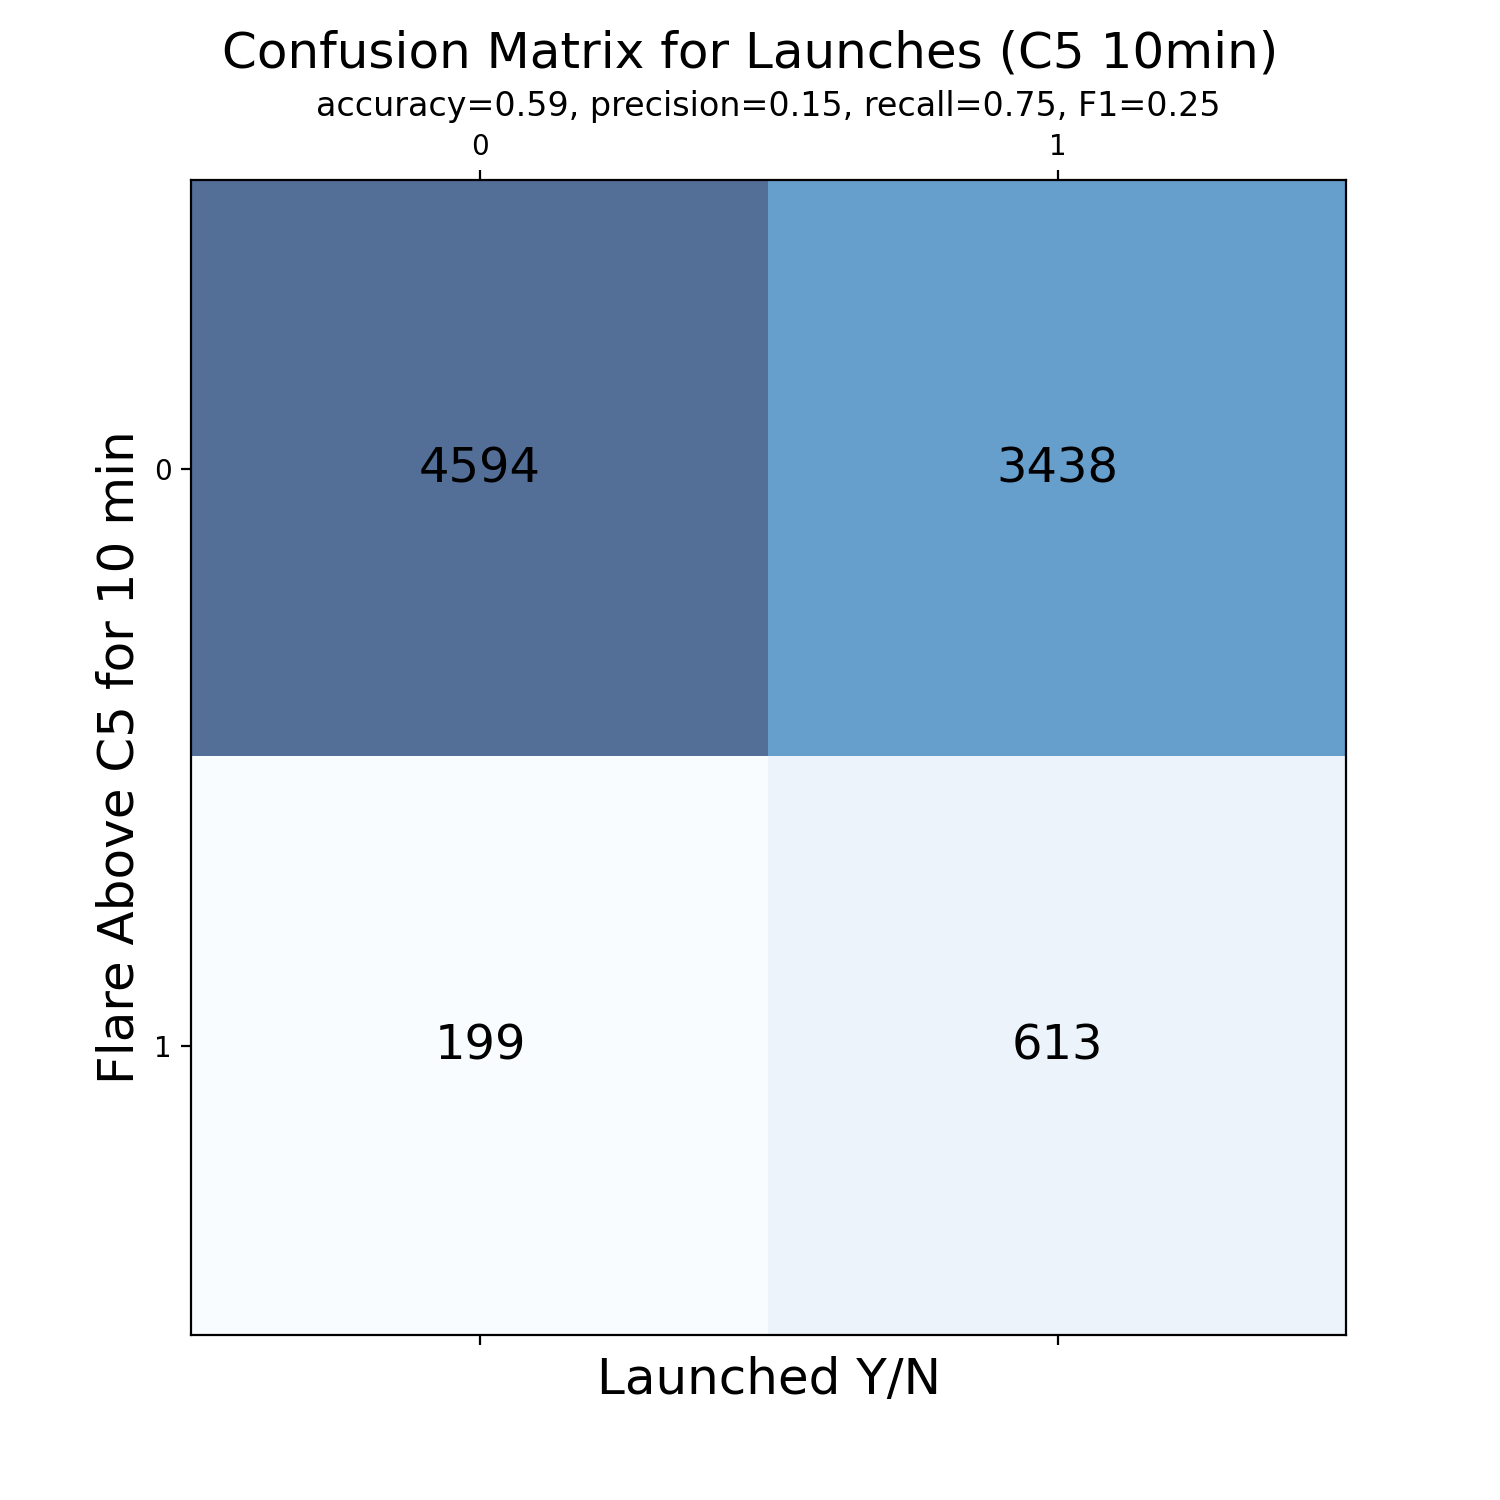 Confusion Matrix for Launches (C5 10min)
accuracy=0.59, precision=0.15, recall=0.75, F1=0.25
0 1
Flare Above C5 for 10 min
0
4594 3438
1
199 613
Launched Y/N